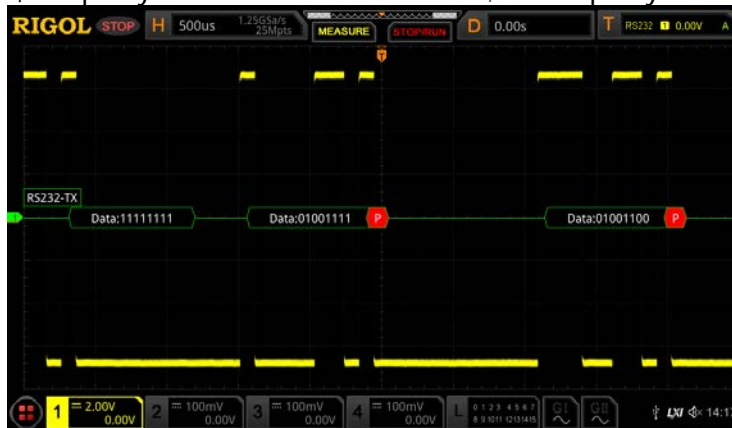 RIGOL STOP H 500us 1.25GSa/s 25Mpts MEASURE STOP/RUN D 0.00s T RS232 1 0.00V A
T
RS232-TX
Data:11111111 Data:01001111 P Data:01001100 P
1 = 2.00V 0.00V 2 = 100mV 0.00V 3 = 100mV 0.00V 4 = 100mV 0.00V L 0 1 2 3 4 5 6 7 8 9 10 11 12 13 14 15 GI GII LXI 14:17